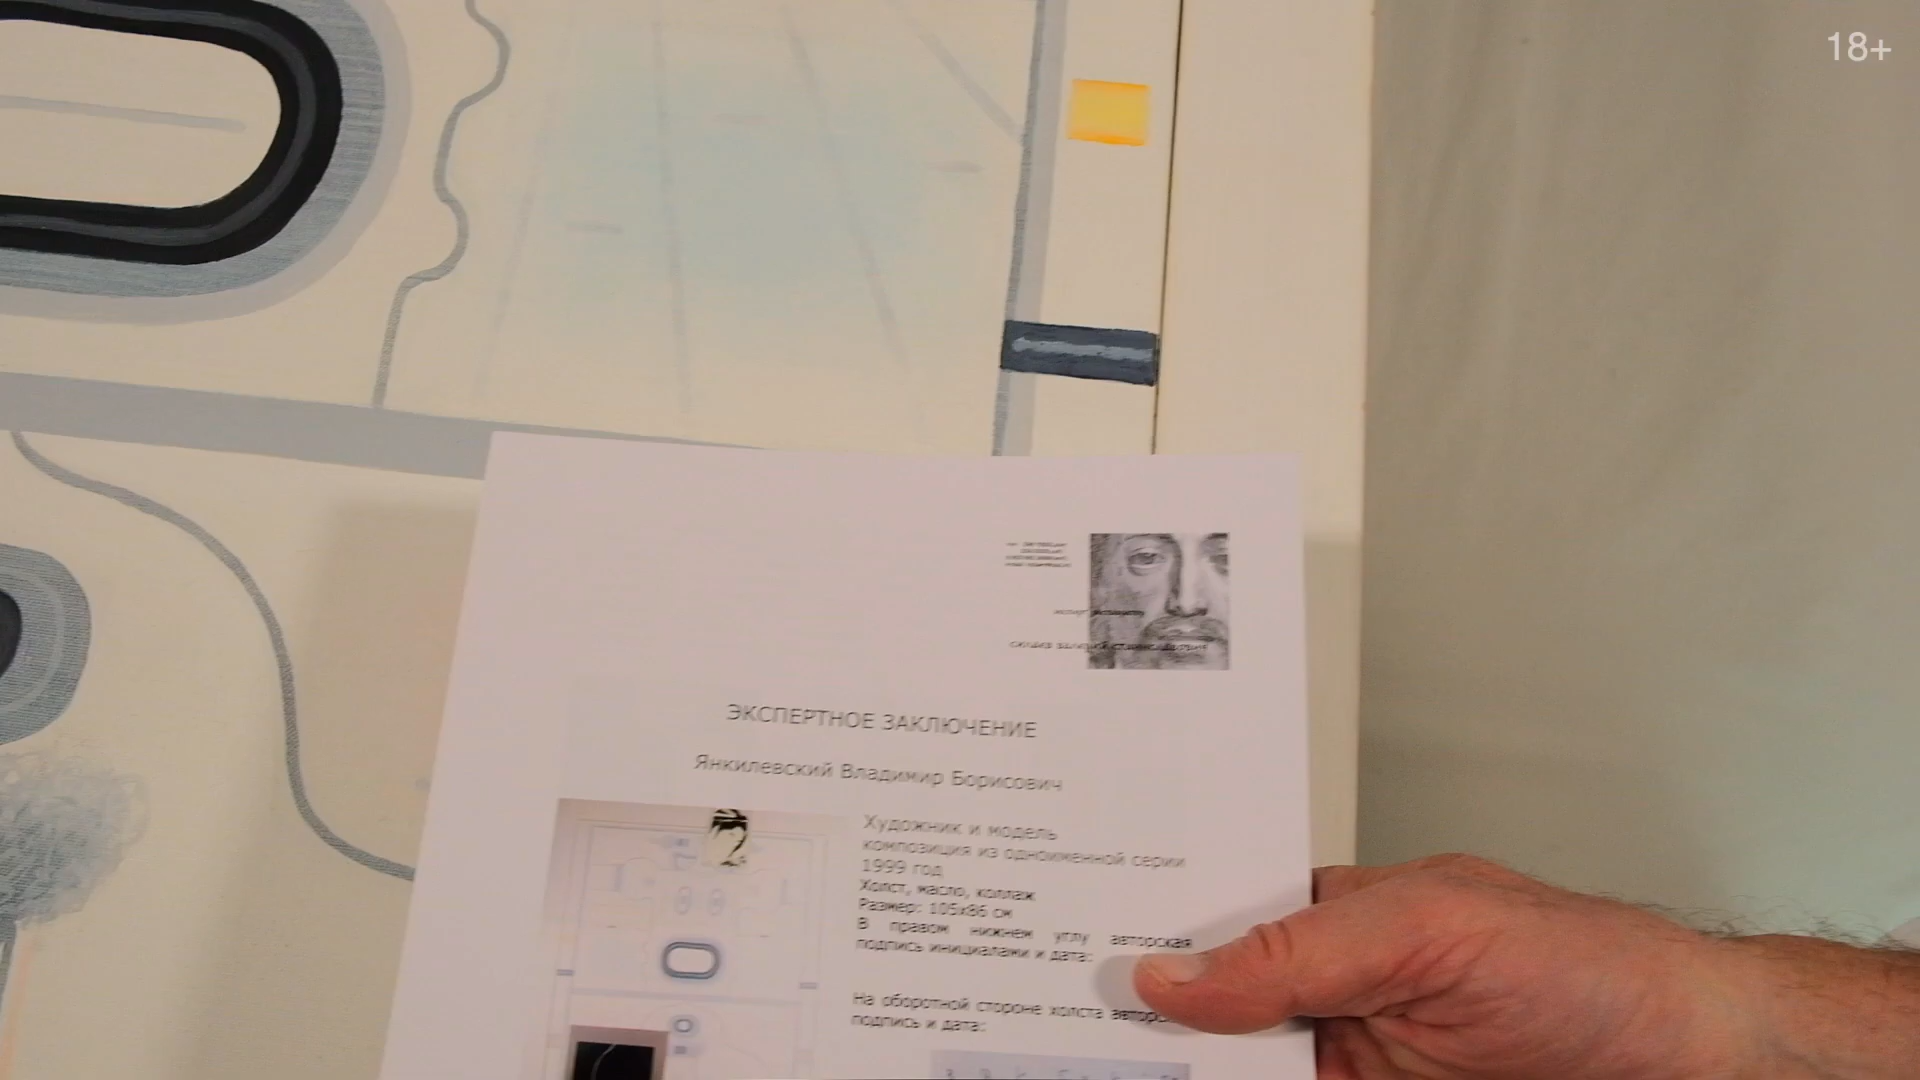 18+
ЭКСПЕРТНОЕ ЗАКЛЮЧЕНИЕ
Янкилевский Владимир Борисович
Художник и модель
композиция из одноименной серии
1999 год
Холст, масло, коллаж
Размер: 105х86 см
В правом нижнем углу авторская
подпись инициалами и дата:
На оборотной стороне холста
подпись и дата: